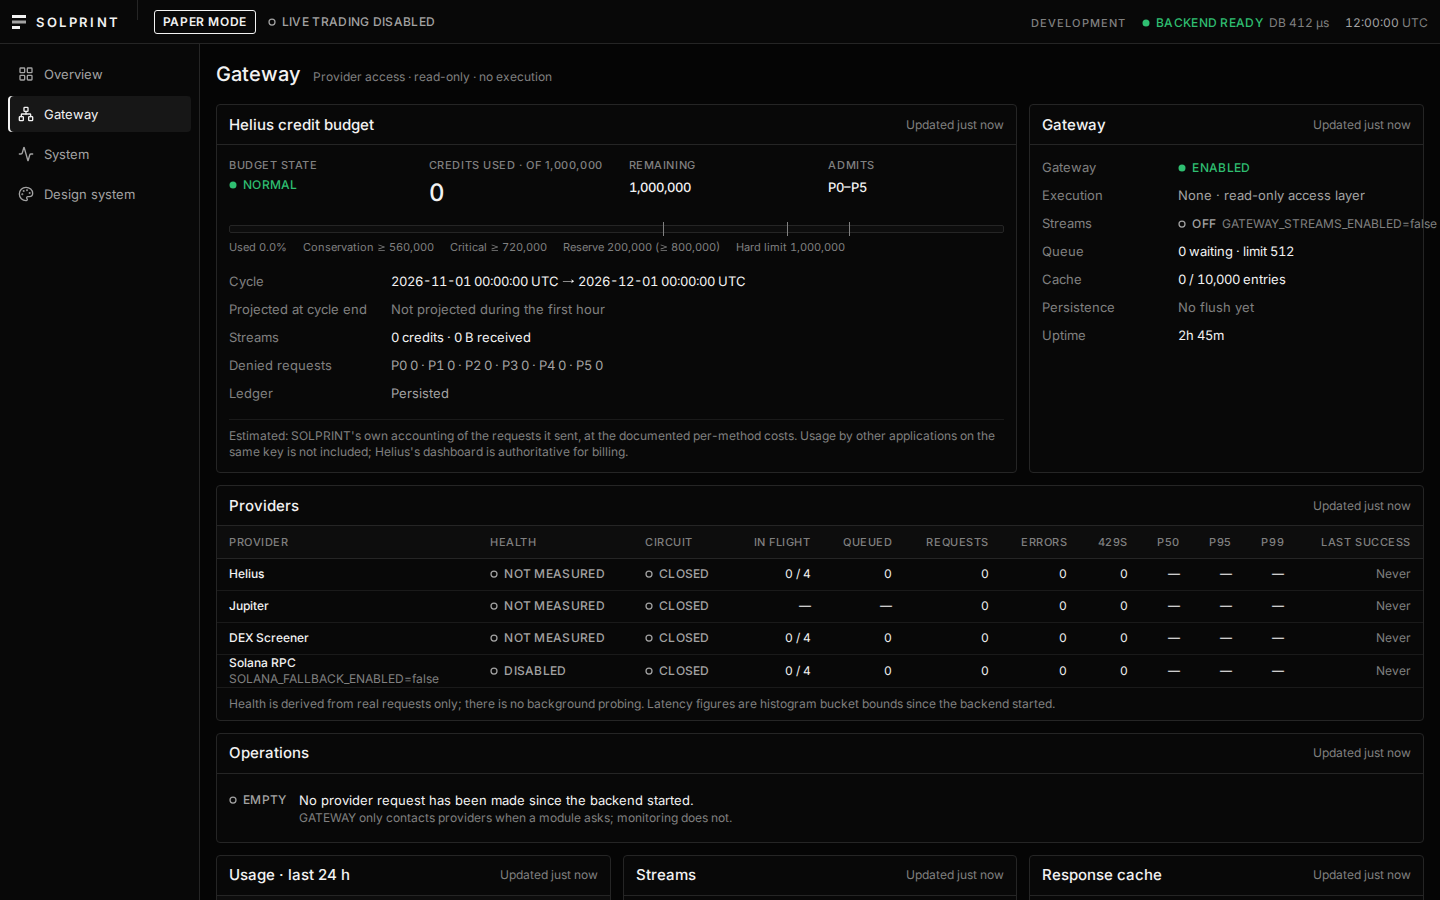 SOLPRINT
PAPER MODE
LIVE TRADING DISABLED
DEVELOPMENT
BACKEND READY DB 412 µs
12:00:00 UTC
Overview
Gateway
System
Design system
Gateway
Provider access · read-only · no execution
Helius credit budget
Updated just now
BUDGET STATE
CREDITS USED · OF 1,000,000
REMAINING
ADMITS
NORMAL
0
1,000,000
P0–P5
Used 0.0%
Conservation ≥ 560,000
Critical ≥ 720,000
Reserve 200,000 (≥ 800,000)
Hard limit 1,000,000
Cycle
2026-11-01 00:00:00 UTC → 2026-12-01 00:00:00 UTC
Projected at cycle end
Not projected during the first hour
Streams
0 credits · 0 B received
Denied requests
P0 0 · P1 0 · P2 0 · P3 0 · P4 0 · P5 0
Ledger
Persisted
Estimated: SOLPRINT's own accounting of the requests it sent, at the documented per-method costs. Usage by other applications on the
same key is not included; Helius's dashboard is authoritative for billing.
Gateway
Updated just now
Gateway
ENABLED
Execution
None · read-only access layer
Streams
OFF GATEWAY_STREAMS_ENABLED=false
Queue
0 waiting · limit 512
Cache
0 / 10,000 entries
Persistence
No flush yet
Uptime
2h 45m
Providers
Updated just now
PROVIDER HEALTH CIRCUIT IN FLIGHT QUEUED REQUESTS ERRORS 429S P50 P95 P99 LAST SUCCESS
Helius NOT MEASURED CLOSED 0 / 4 0 0 0 0 — — — Never
Jupiter NOT MEASURED CLOSED — — 0 0 0 — — — Never
DEX Screener NOT MEASURED CLOSED 0 / 4 0 0 0 0 — — — Never
Solana RPC DISABLED CLOSED 0 / 4 0 0 0 0 — — — Never
SOLANA_FALLBACK_ENABLED=false
Health is derived from real requests only; there is no background probing. Latency figures are histogram bucket bounds since the backend started.
Operations
Updated just now
EMPTY
No provider request has been made since the backend started.
GATEWAY only contacts providers when a module asks; monitoring does not.
Usage · last 24 h
Updated just now
Streams
Updated just now
Response cache
Updated just now